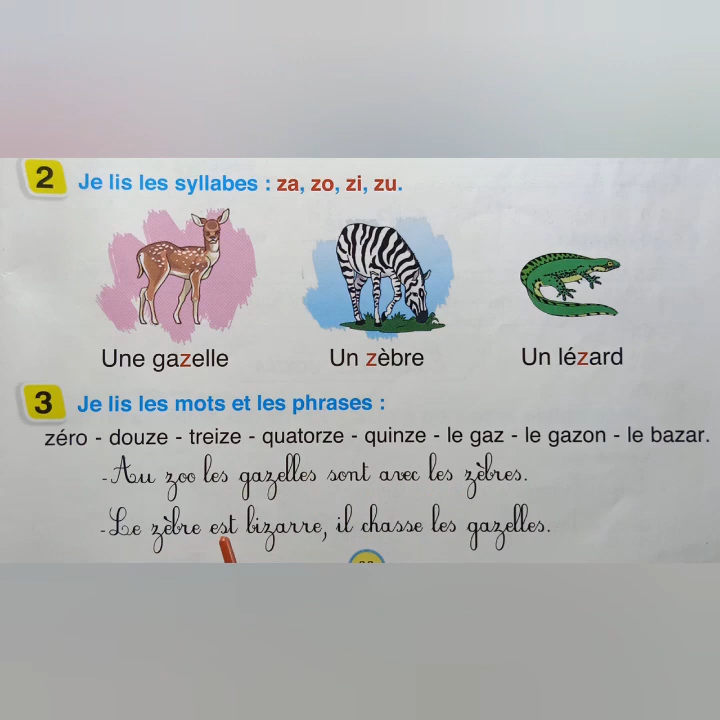 2 Je lis les syllabes : za, zo, zi, zu.
Une gazelle Un zèbre Un lézard
3 Je lis les mots et les phrases :
zéro - douze - treize - quatorze - quinze - le gaz - le gazon - le bazar.
- Au zoo les gazelles sont avec les zèbres.
- Le zèbre est bizarre, il chasse les gazelles.